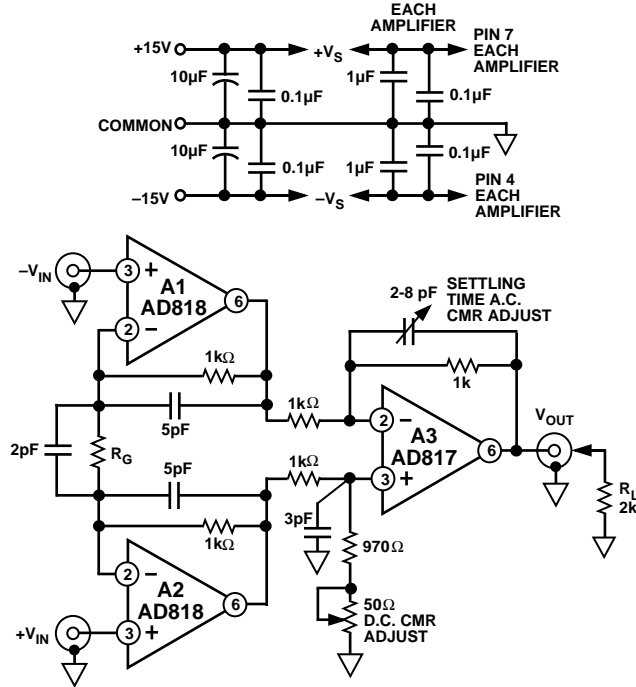 EACH
AMPLIFIER
+15V
+VS
PIN 7
EACH
AMPLIFIER
10µF
0.1µF
1µF
0.1µF
COMMON
10µF
0.1µF
1µF
0.1µF
–15V
–VS
PIN 4
EACH
AMPLIFIER
–VIN
3
+
A1
AD818
6
2
–
2-8 pF
SETTLING
TIME A.C.
CMR ADJUST
1kΩ
1k
5pF
1kΩ
2
–
A3
AD817
6
VOUT
2pF
RG
5pF
1kΩ
3
+
RL
2k
3pF
1kΩ
970Ω
2
–
A2
AD818
6
50Ω
D.C. CMR
ADJUST
+VIN
3
+